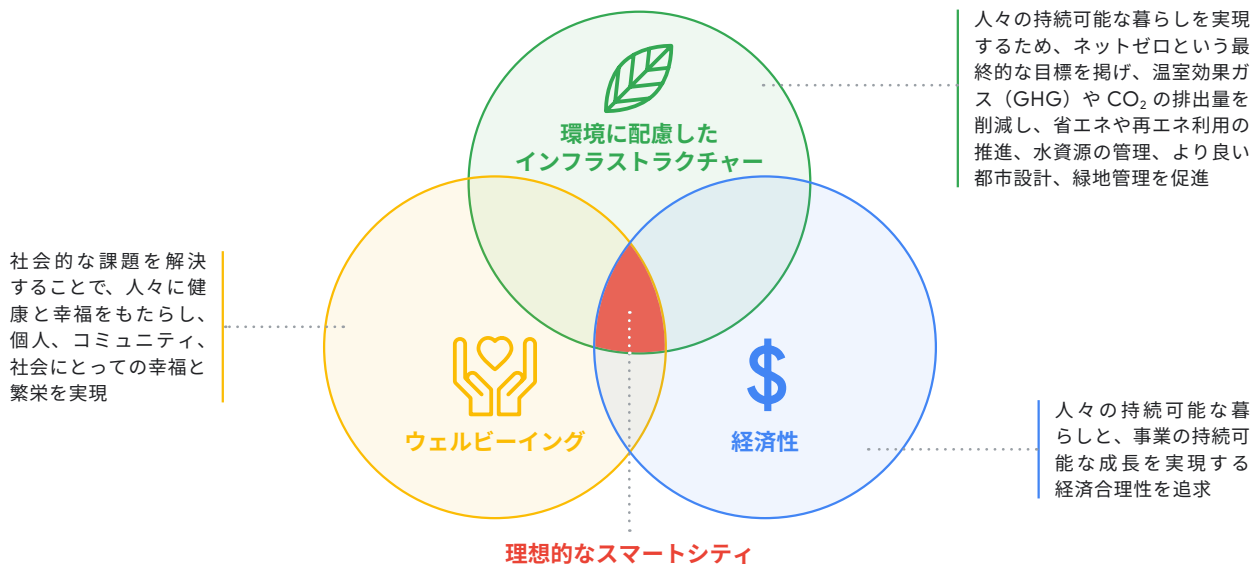 人々の持続可能な暮らしを実現
するため、ネットゼロという最
終的な目標を掲げ、温室効果ガ
ス（GHG）や CO₂ の排出量を
削減し、省エネや再エネ利用の
推進、水資源の管理、より良い
都市設計、緑地管理を促進
環境に配慮した
インフラストラクチャー
社会的な課題を解決
することで、人々に健
康と幸福をもたらし、
個人、コミュニティ、
社会にとっての幸福と
繁栄を実現
ウェルビーイング
$
経済性
人々の持続可能な暮
らしと、事業の持続可
能な成長を実現する
経済合理性を追求
理想的なスマートシティ